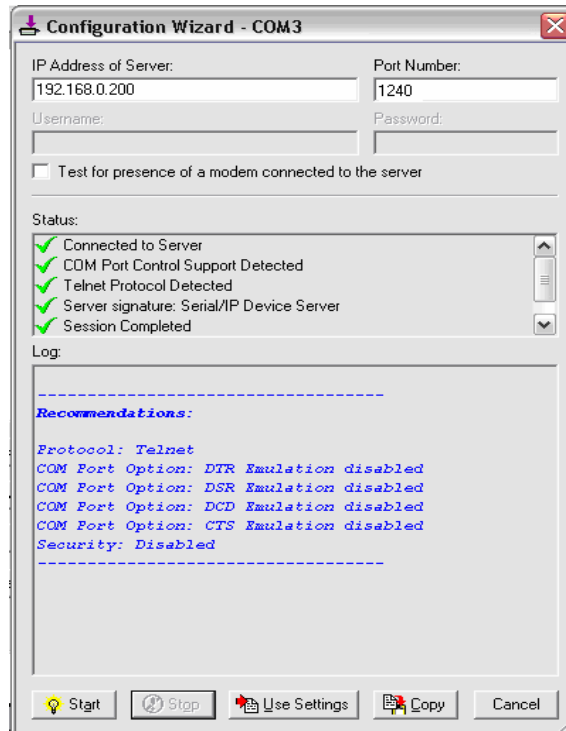 Configuration Wizard - COM3
IP Address of Server: Port Number:
192.168.0.200 1240
Username: Password:
Test for presence of a modem connected to the server
Status:
Connected to Server
COM Port Control Support Detected
Telnet Protocol Detected
Server signature: Serial/IP Device Server
Session Completed
Log:
-----------------------------------
Recommendations:
Protocol: Telnet
COM Port Option: DTR Emulation disabled
COM Port Option: DSR Emulation disabled
COM Port Option: DCD Emulation disabled
COM Port Option: CTS Emulation disabled
Security: Disabled
-----------------------------------
Start Stop Use Settings Copy Cancel